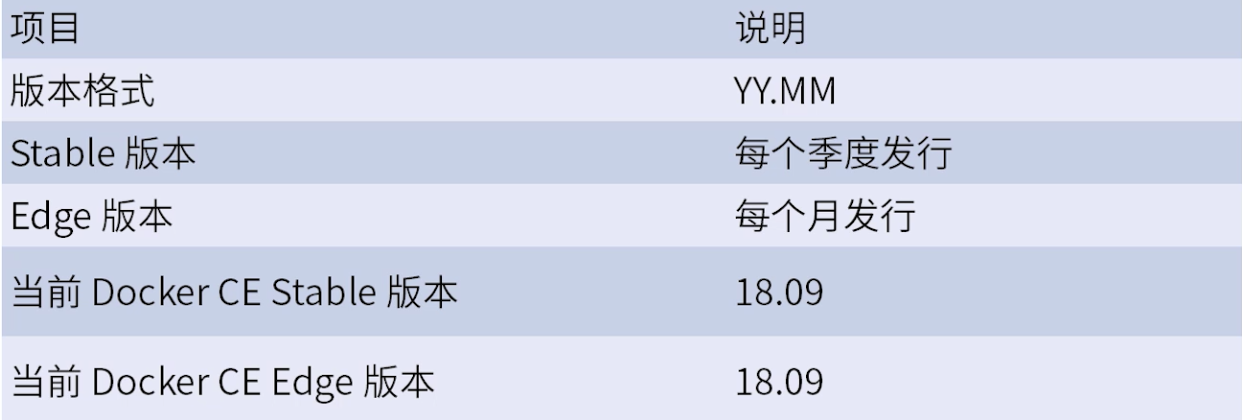 项目 说明
版本格式 YY.MM
Stable 版本 每个季度发行
Edge 版本 每个月发行
当前 Docker CE Stable 版本 18.09
当前 Docker CE Edge 版本 18.09